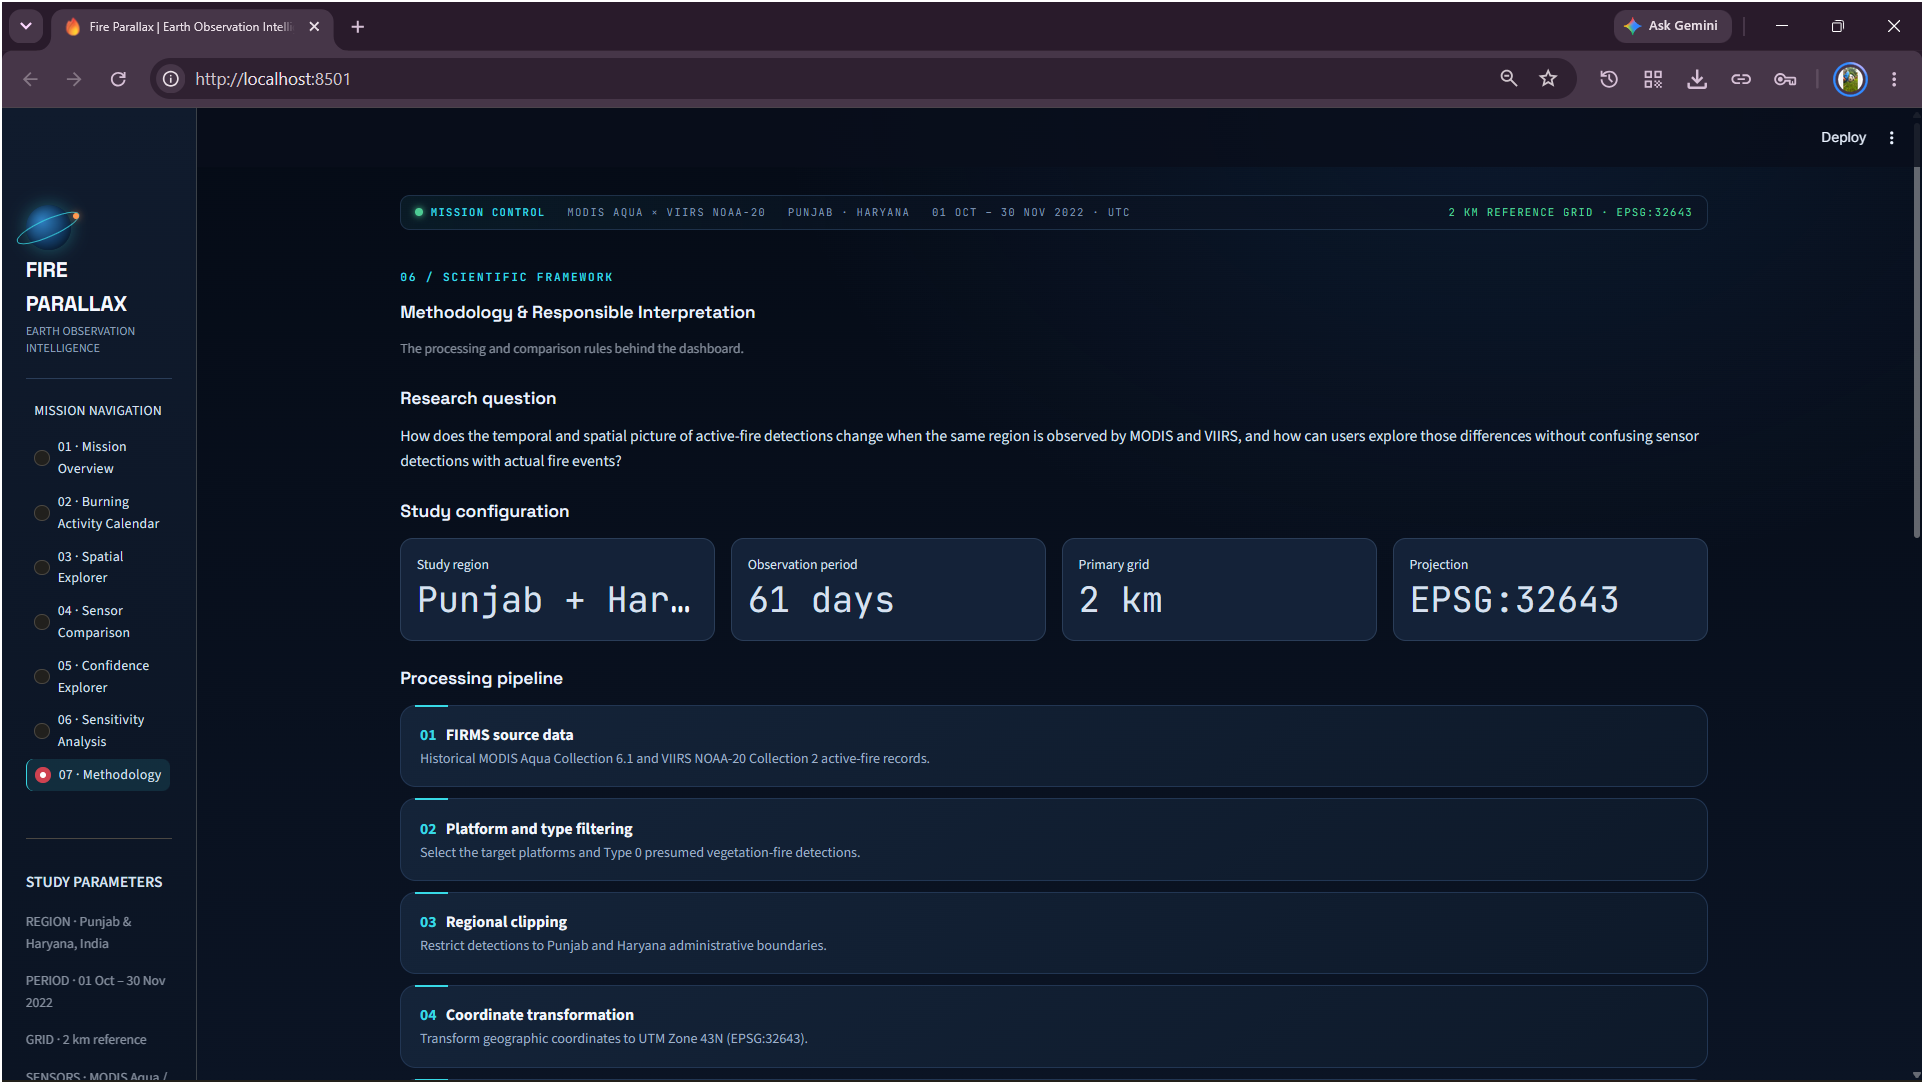 Fire Parallax | Earth Observation Intelli
Ask Gemini
http://localhost:8501
Deploy
MISSION CONTROL MODIS AQUA × VIIRS NOAA-20 PUNJAB · HARYANA 01 OCT – 30 NOV 2022 · UTC 2 KM REFERENCE GRID · EPSG:32643
FIRE
PARALLAX
EARTH OBSERVATION
INTELLIGENCE
MISSION NAVIGATION
01 · Mission
Overview
02 · Burning
Activity Calendar
03 · Spatial
Explorer
04 · Sensor
Comparison
05 · Confidence
Explorer
06 · Sensitivity
Analysis
07 · Methodology
STUDY PARAMETERS
REGION · Punjab &
Haryana, India
PERIOD · 01 Oct – 30 Nov
2022
GRID · 2 km reference
SENSORS · MODIS Aqua /
06 / SCIENTIFIC FRAMEWORK
Methodology & Responsible Interpretation
The processing and comparison rules behind the dashboard.
Research question
How does the temporal and spatial picture of active-fire detections change when the same region is observed by MODIS and VIIRS, and how can users explore those differences without confusing sensor
detections with actual fire events?
Study configuration
Study region
Punjab + Har…
Observation period
61 days
Primary grid
2 km
Projection
EPSG:32643
Processing pipeline
01 FIRMS source data
Historical MODIS Aqua Collection 6.1 and VIIRS NOAA-20 Collection 2 active-fire records.
02 Platform and type filtering
Select the target platforms and Type 0 presumed vegetation-fire detections.
03 Regional clipping
Restrict detections to Punjab and Haryana administrative boundaries.
04 Coordinate transformation
Transform geographic coordinates to UTM Zone 43N (EPSG:32643).